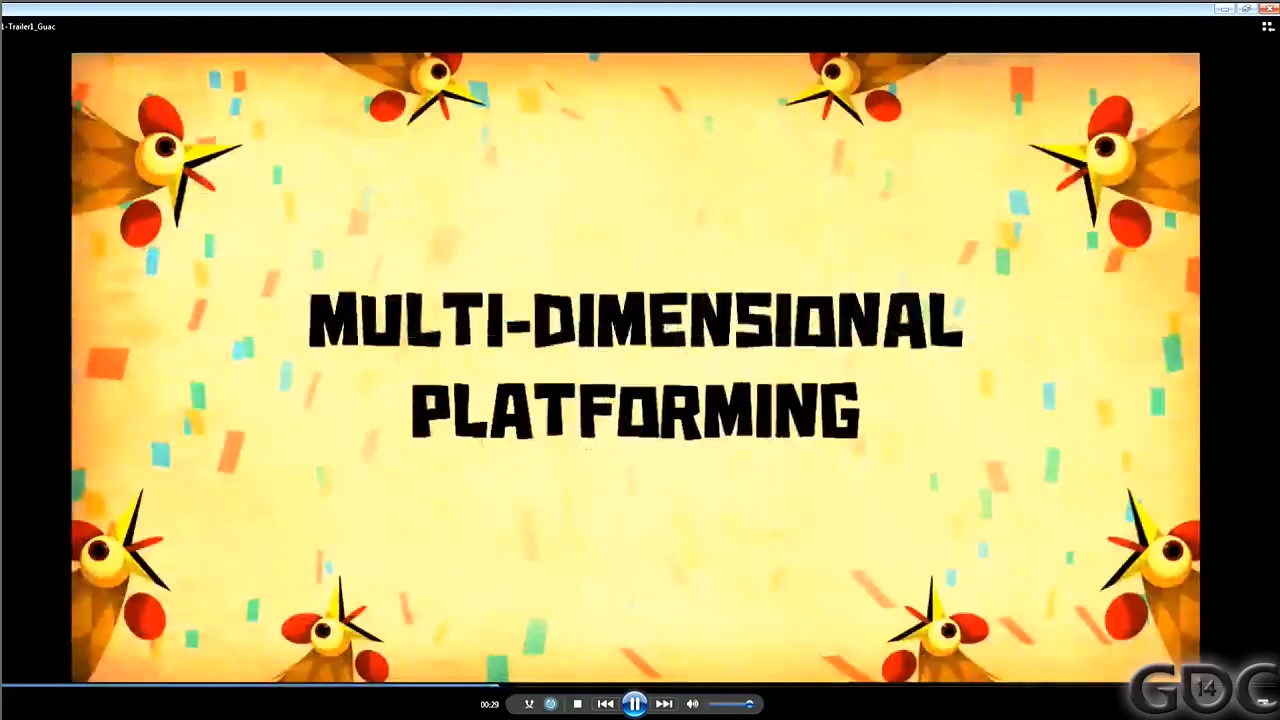 1-Trailer1_Guac
MULTI-DIMENSIONAL
PLATFORMING
00:29
GDC
14